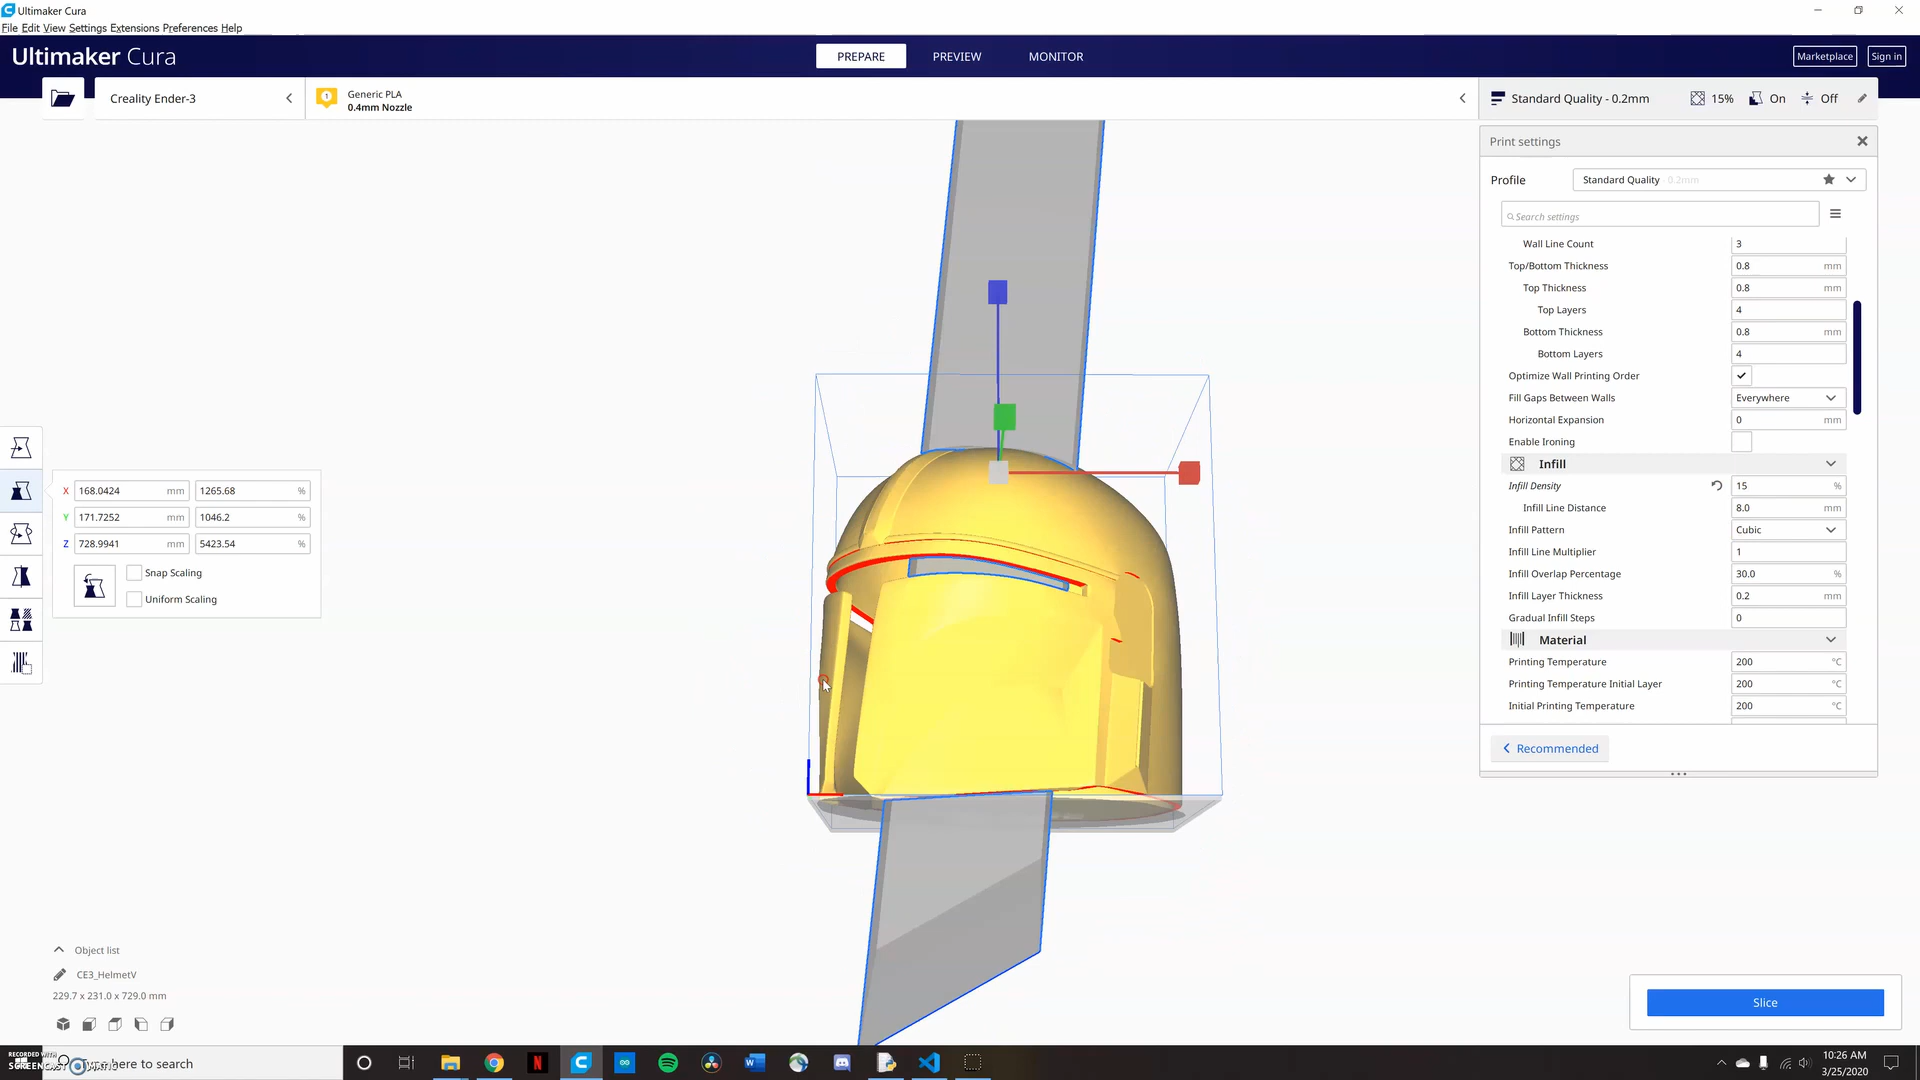 Ultimaker Cura
File Edit View Settings Extensions Preferences Help
Ultimaker Cura
PREPARE
PREVIEW
MONITOR
Marketplace
Sign in
Creality Ender-3
1
Generic PLA
0.4mm Nozzle
Standard Quality - 0.2mm
15%
On
Off
Print settings
Profile
Standard Quality 0.2mm
Search settings
Wall Line Count 3
Top/Bottom Thickness 0.8 mm
Top Thickness 0.8 mm
Top Layers 4
Bottom Thickness 0.8 mm
Bottom Layers 4
Optimize Wall Printing Order
Fill Gaps Between Walls Everywhere
Horizontal Expansion 0 mm
Enable Ironing
Infill
Infill Density 15 %
Infill Line Distance 8.0 mm
Infill Pattern Cubic
Infill Line Multiplier 1
Infill Overlap Percentage 30.0 %
Infill Layer Thickness 0.2 mm
Gradual Infill Steps 0
Material
Printing Temperature 200 °C
Printing Temperature Initial Layer 200 °C
Initial Printing Temperature 200 °C
Recommended
X 168.0424 mm 1265.68 %
Y 171.7252 mm 1046.2 %
Z 728.9941 mm 5423.54 %
Snap Scaling
Uniform Scaling
Object list
CE3_HelmetV
229.7 x 231.0 x 729.0 mm
Slice
RECORDED WITH
here to search
10:26 AM
3/25/2020